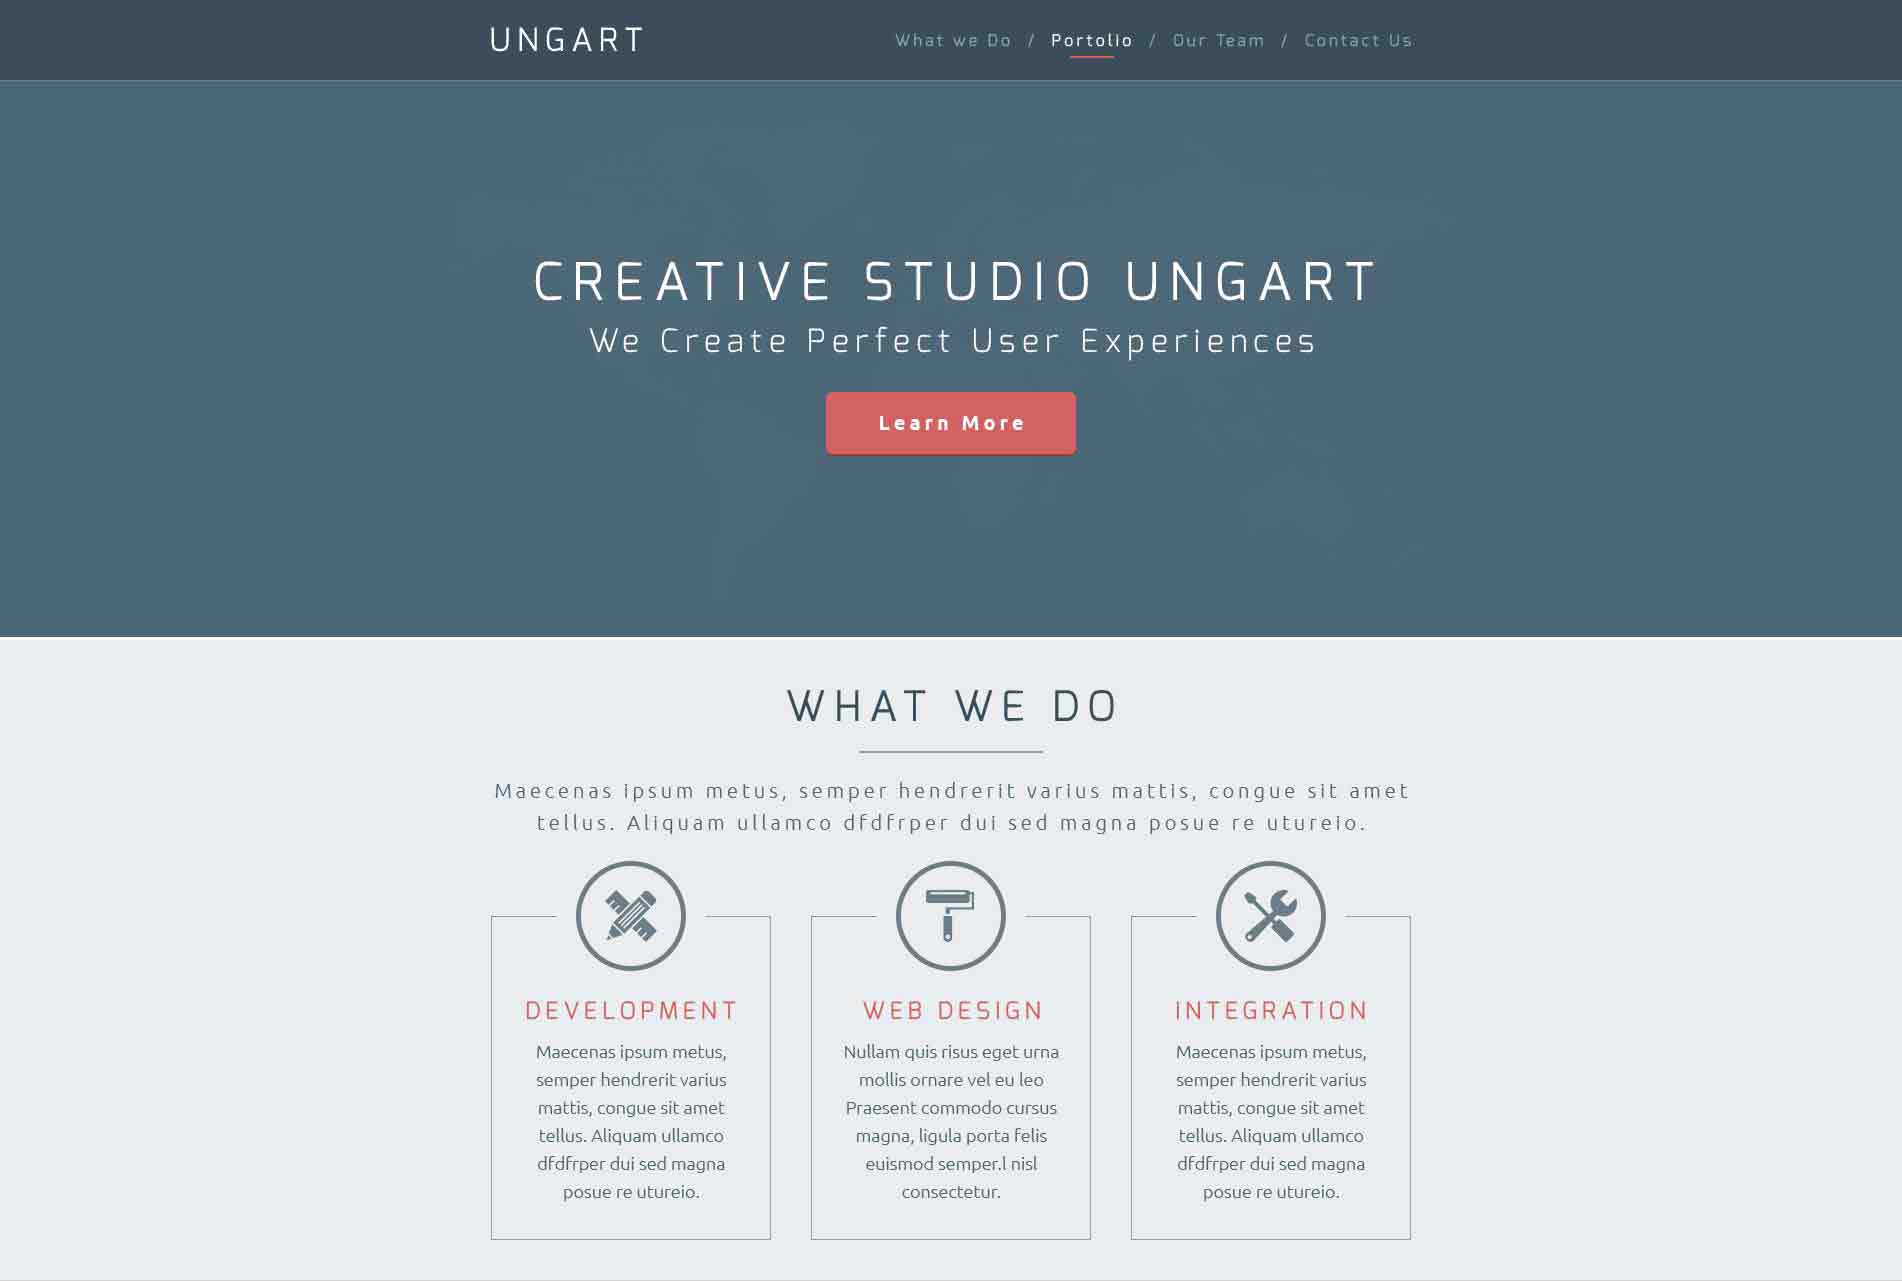 UNGART
What we Do / Portolio / Our Team / Contact Us
CREATIVE STUDIO UNGART
We Create Perfect User Experiences
Learn More
WHAT WE DO
Maecenas ipsum metus, semper hendrerit varius mattis, congue sit amet
tellus. Aliquam ullamco dfdfrper dui sed magna posue re utureio.
DEVELOPMENT
Maecenas ipsum metus,
semper hendrerit varius
mattis, congue sit amet
tellus. Aliquam ullamco
dfdfrper dui sed magna
posue re utureio.
WEB DESIGN
Nullam quis risus eget urna
mollis ornare vel eu leo
Praesent commodo cursus
magna, ligula porta felis
euismod semper.l nisl
consectetur.
INTEGRATION
Maecenas ipsum metus,
semper hendrerit varius
mattis, congue sit amet
tellus. Aliquam ullamco
dfdfrper dui sed magna
posue re utureio.